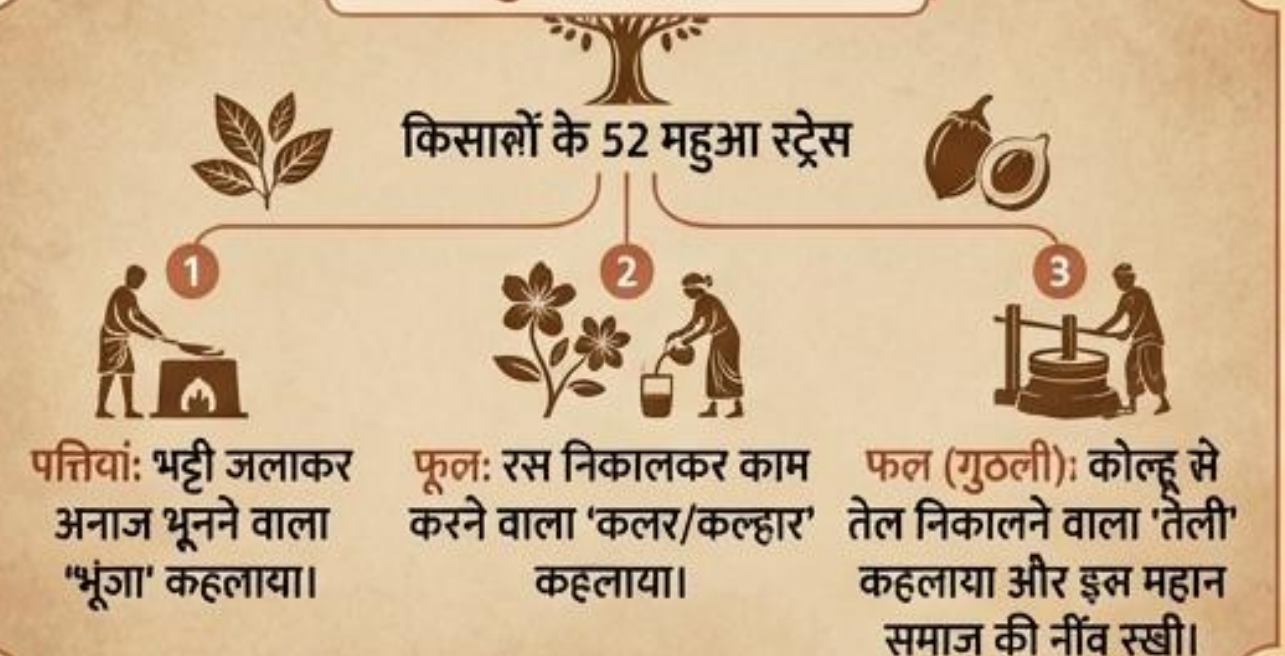 किसानों के 52 महुआ स्ट्रेस
1
2
3
पत्तियां: भट्टी जलाकर
अनाज भूनने वाला
'भूंजा' कहलाया।
फूल: रस निकालकर काम
करने वाला 'कलर/कल्हार'
कहलाया।
फल (गुठली): कोल्हू से
तेल निकालने वाला 'तेली'
कहलाया और इस महान
समाज की नींव रखी।